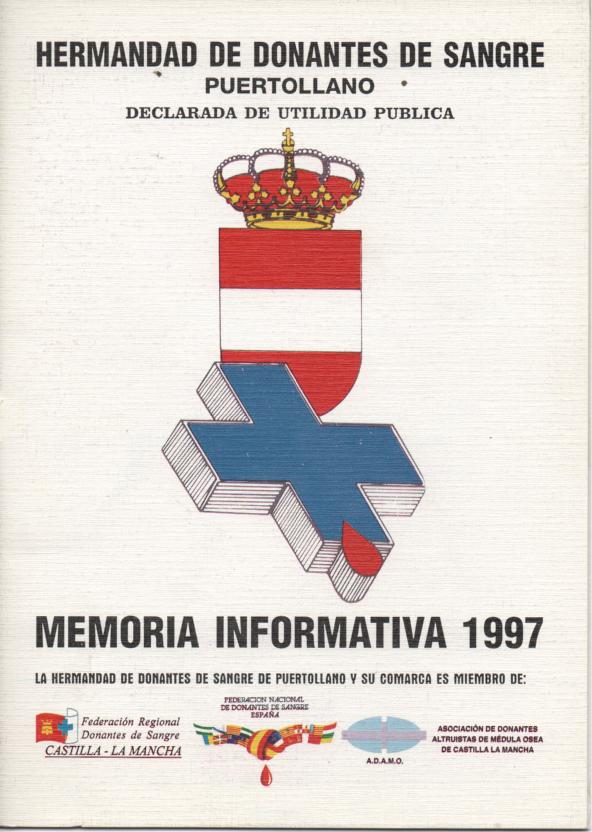 HERMANDAD DE DONANTES DE SANGRE
PUERTOLLANO
DECLARADA DE UTILIDAD PUBLICA
MEMORIA INFORMATIVA 1997
LA HERMANDAD DE DONANTES DE SANGRE DE PUERTOLLANO Y SU COMARCA ES MIEMBRO DE:
Federación Regional
Donantes de Sangre
CASTILLA - LA MANCHA
FEDERACION NACIONAL
DE DONANTES DE SANGRE
ESPAÑA
A.D.A.M.O.
ASOCIACIÓN DE DONANTES
ALTRUISTAS DE MÉDULA OSEA
DE CASTILLA LA MANCHA